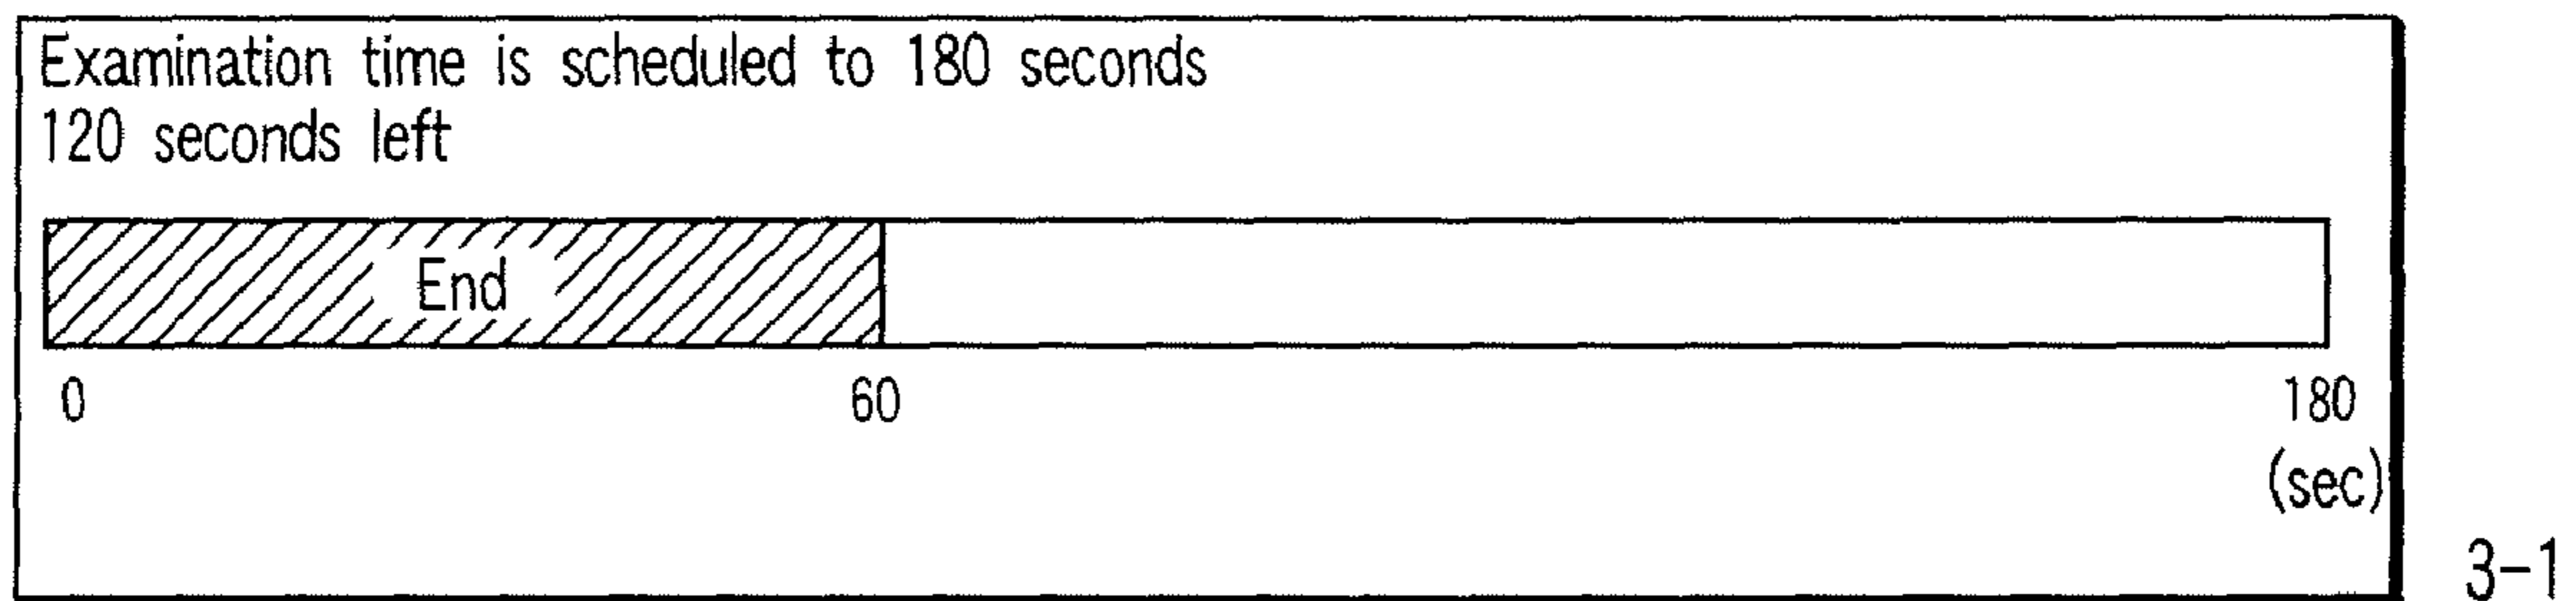 Examination time is scheduled to 180 seconds
120 seconds left
End
0 60 180
(sec)
3-1